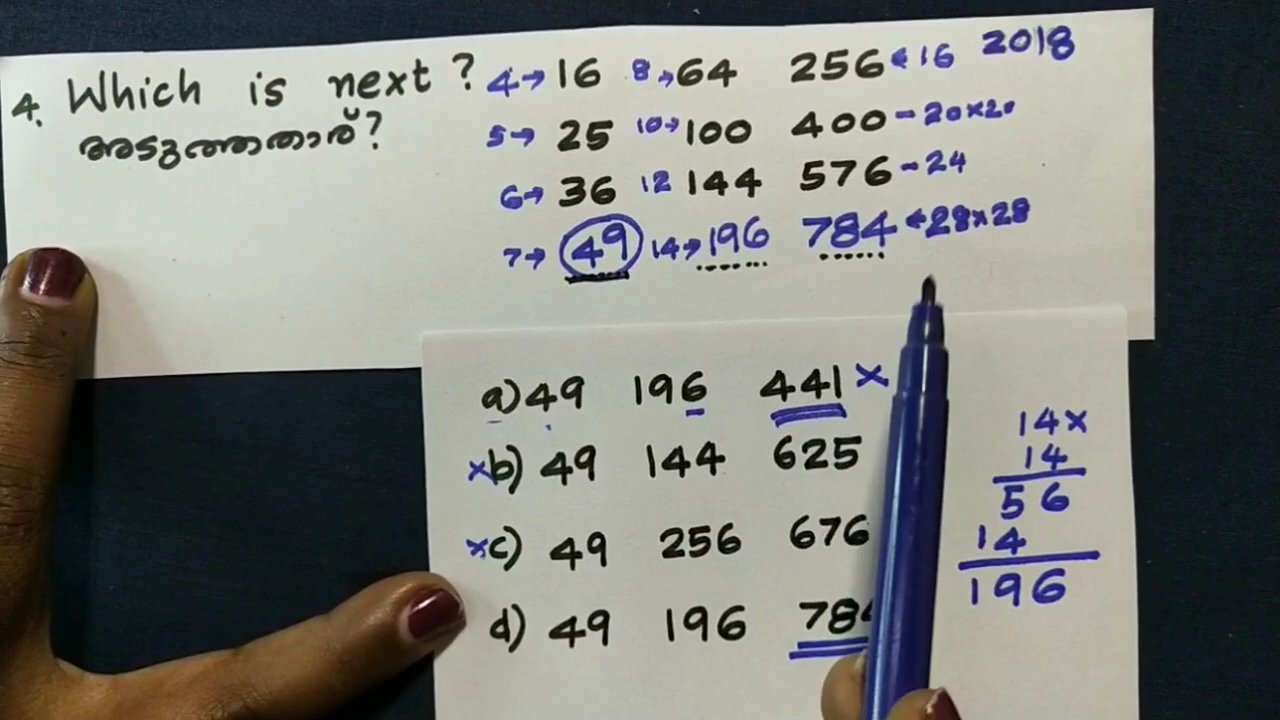 4. Which is next ? 4→ 16 8→64 256←16 2018
അടുത്തതാര്? 5→ 25 10→100 400-20×20
6→ 36 12 144 576-24
7→ 49 14→196 784←28×28
a) 49 196 441 ×
×b) 49 144 625
×c) 49 256 676
d) 49 196 784
14×
14
56
14
196